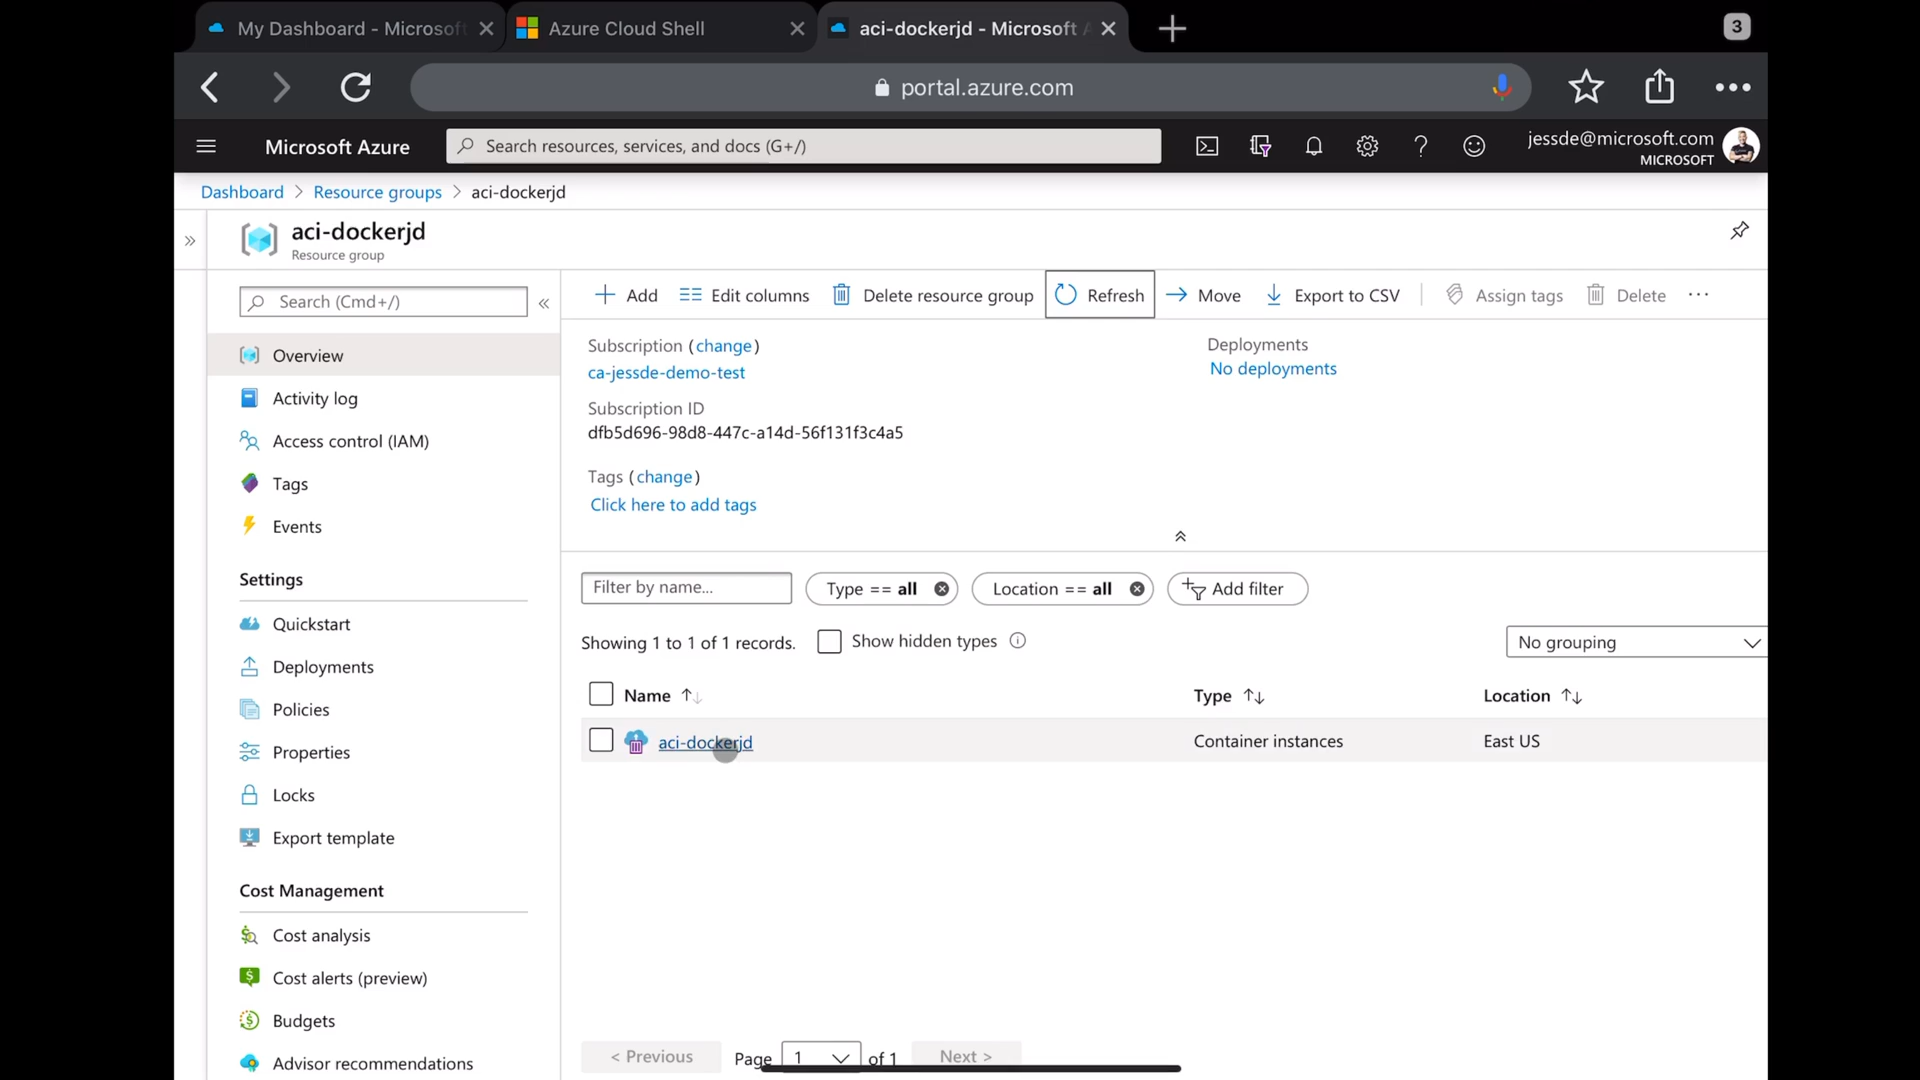 My Dashboard - Microsoft
Azure Cloud Shell
aci-dockerjd - Microsoft A
3
portal.azure.com
Microsoft Azure
Search resources, services, and docs (G+/)
jessde@microsoft.com
MICROSOFT
Dashboard > Resource groups > aci-dockerjd
aci-dockerjd
Resource group
Search (Cmd+/)
Add
Edit columns
Delete resource group
Refresh
Move
Export to CSV
Assign tags
Delete
Overview
Activity log
Access control (IAM)
Tags
Events
Settings
Quickstart
Deployments
Policies
Properties
Locks
Export template
Cost Management
Cost analysis
Cost alerts (preview)
Budgets
Advisor recommendations
Subscription (change)
ca-jessde-demo-test
Subscription ID
dfb5d696-98d8-447c-a14d-56f131f3c4a5
Tags (change)
Click here to add tags
Deployments
No deployments
Filter by name...
Type == all
Location == all
Add filter
Showing 1 to 1 of 1 records.
Show hidden types
No grouping
Name
Type
Location
aci-dockerjd
Container instances
East US
< Previous
Page 1 of 1
Next >